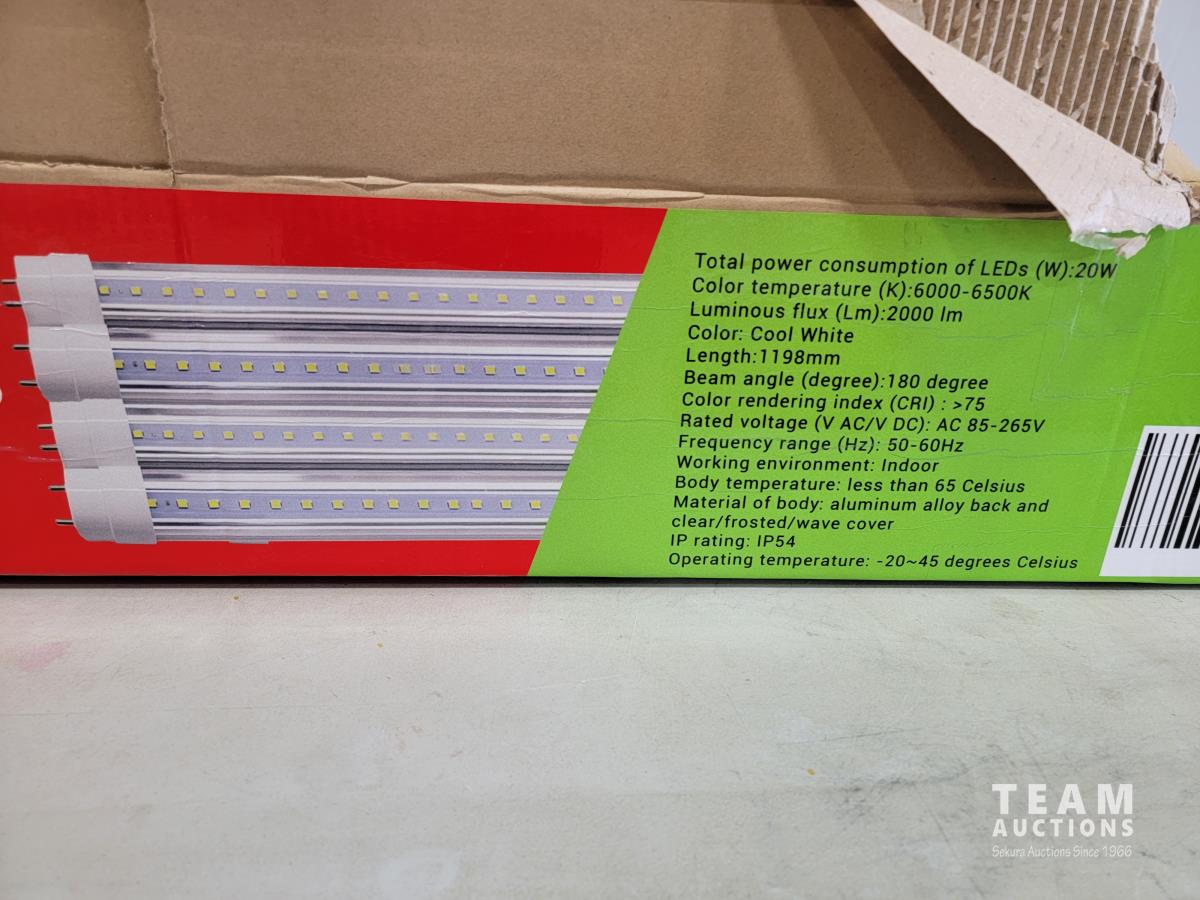 Total power consumption of LEDs (W):20W
Color temperature (K):6000-6500K
Luminous flux (Lm):2000 lm
Color: Cool White
Length:1198mm
Beam angle (degree):180 degree
Color rendering index (CRI) : >75
Rated voltage (V AC/V DC): AC 85-265V
Frequency range (Hz): 50-60Hz
Working environment: Indoor
Body temperature: less than 65 Celsius
Material of body: aluminum alloy back and
clear/frosted/wave cover
IP rating: IP54
Operating temperature: -20~45 degrees Celsius
TEAM
AUCTIONS
Sekura Auctions Since 1966